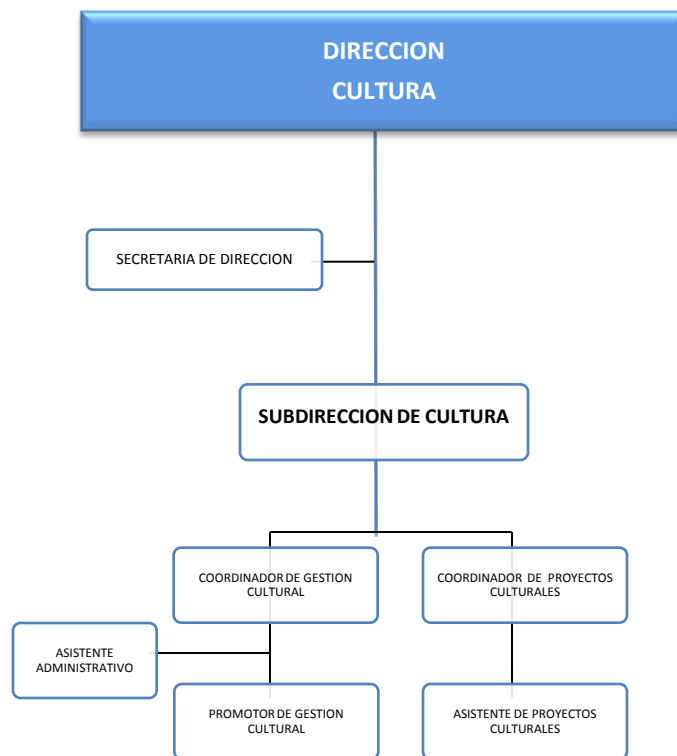 DIRECCION
CULTURA
SECRETARIA DE DIRECCION
SUBDIRECCION DE CULTURA
COORDINADOR DE GESTION
CULTURAL
COORDINADOR DE PROYECTOS
CULTURALES
ASISTENTE
ADMINISTRATIVO
PROMOTOR DE GESTION
CULTURAL
ASISTENTE DE PROYECTOS
CULTURALES